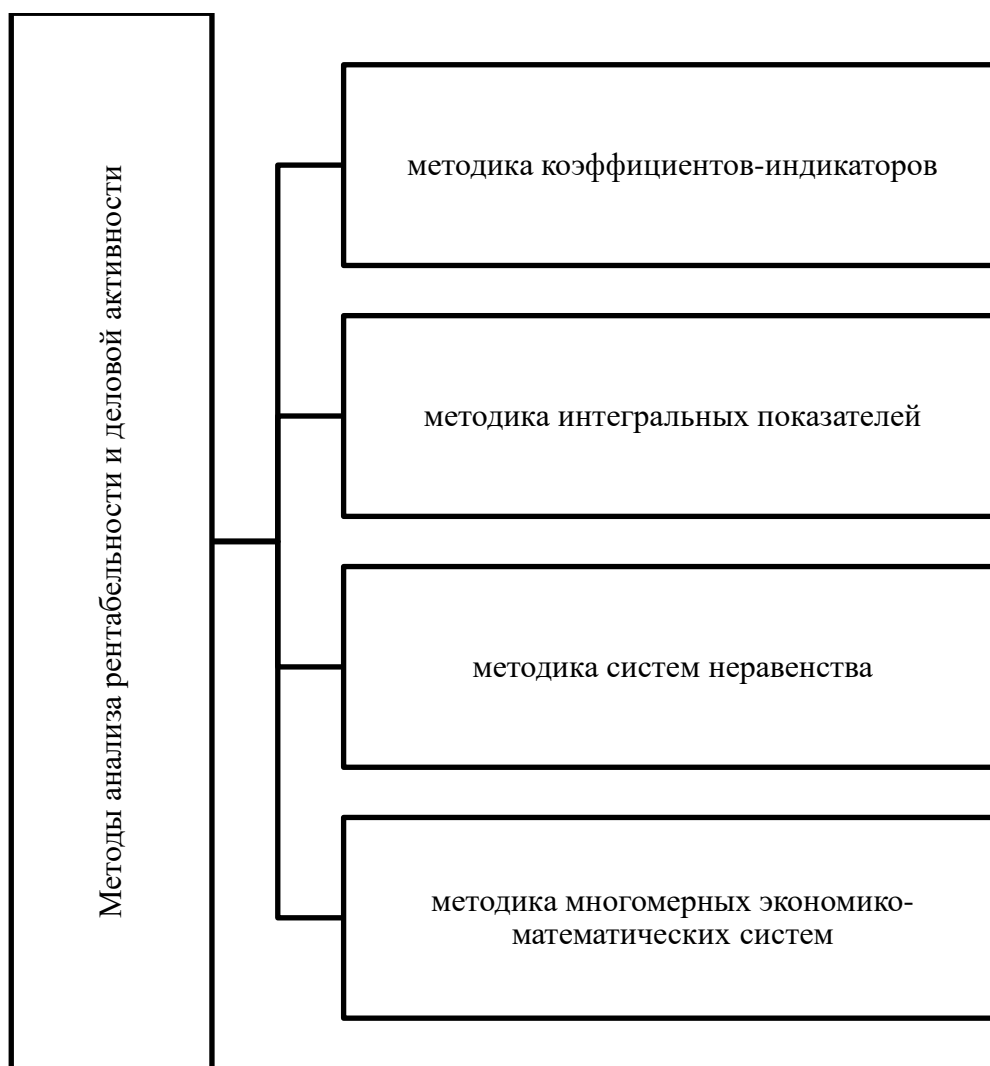 Методы анализа рентабельности и деловой активности
методика коэффициентов-индикаторов
методика интегральных показателей
методика систем неравенства
методика многомерных экономико-
математических систем